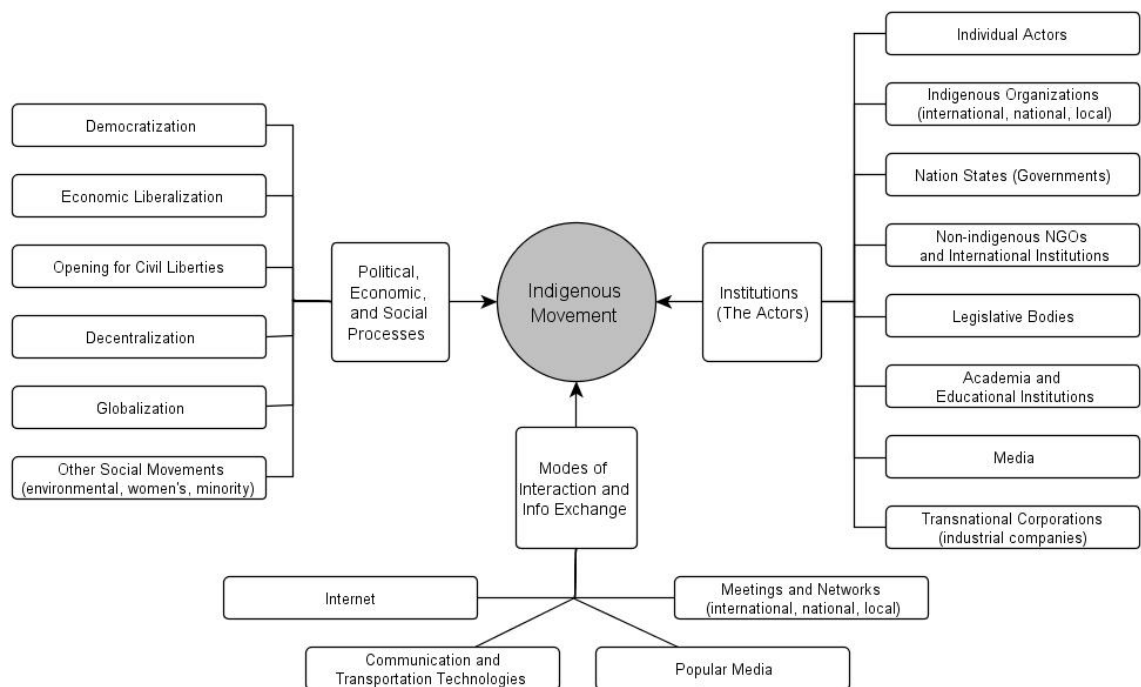 Democratization
Economic Liberalization
Opening for Civil Liberties
Decentralization
Globalization
Other Social Movements
(environmental, women's, minority)
Political,
Economic,
and Social
Processes
Indigenous
Movement
Institutions
(The Actors)
Individual Actors
Indigenous Organizations
(international, national, local)
Nation States (Governments)
Non-indigenous NGOs
and International Institutions
Legislative Bodies
Academia and
Educational Institutions
Media
Transnational Corporations
(industrial companies)
Modes of
Interaction and
Info Exchange
Internet
Meetings and Networks
(international, national, local)
Communication and
Transportation Technologies
Popular Media